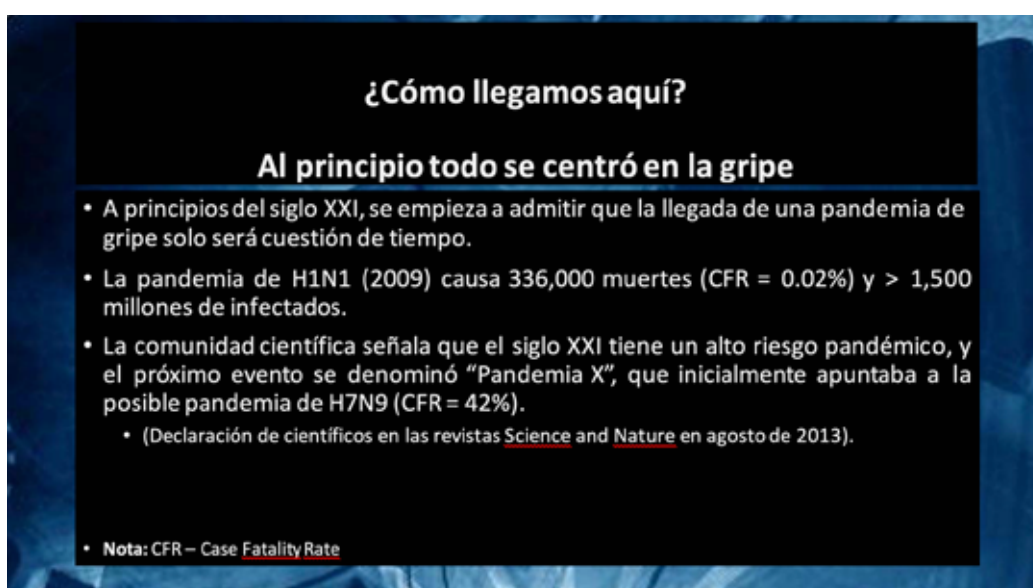 ¿Cómo llegamos aquí?
Al principio todo se centró en la gripe
• A principios del siglo XXI, se empieza a admitir que la llegada de una pandemia de
gripe solo será cuestión de tiempo.
• La pandemia de H1N1 (2009) causa 336,000 muertes (CFR = 0.02%) y > 1,500
millones de infectados.
• La comunidad científica señala que el siglo XXI tiene un alto riesgo pandémico, y
el próximo evento se denominó “Pandemia X”, que inicialmente apuntaba a la
posible pandemia de H7N9 (CFR = 42%).
• (Declaración de científicos en las revistas Science and Nature en agosto de 2013).
• Nota: CFR – Case Fatality Rate